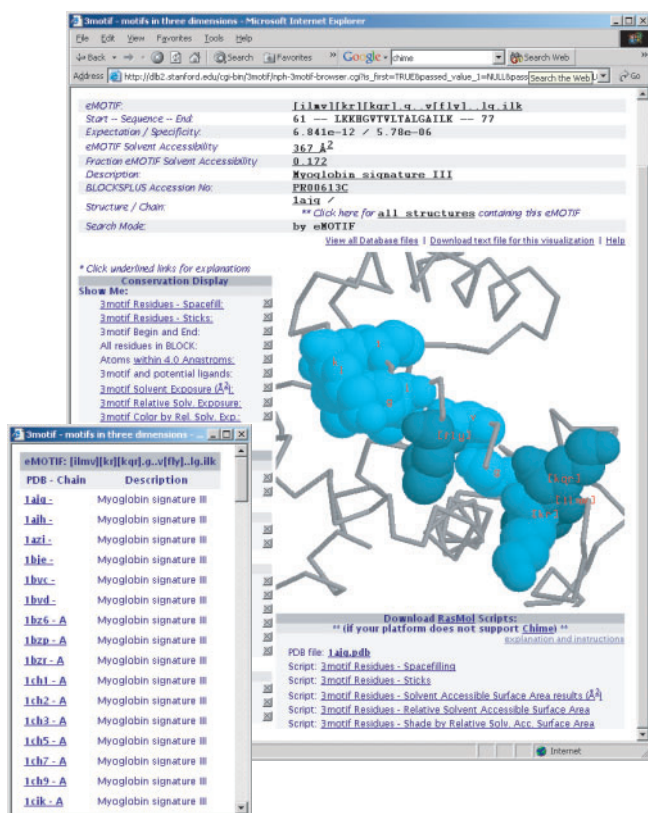 3motif - motifs in three dimensions - Microsoft Internet Explorer
File Edit View Favorites Tools Help
Back Search Favorites » Google chime Search Web »
Address http://db2.stanford.edu/cgi-bin/3motif/nph-3motif-browser.cgi?is_first=TRUE&passed_value_1=NULL&pass Search the Web Go
eMOTIF: [ilmv][kr][kqr].g..v[fly]..lg.ilk
Start -- Sequence -- End: 61 -- LKKHGVTVLTALGAILK -- 77
Expectation / Specificity: 6.841e-12 / 5.78e-06
eMOTIF Solvent Accessibility 367 Å2
Fraction eMOTIF Solvent Accessibility 0.172
Description: Myoglobin signature III
BLOCKSPLUS Accession No: PR00613C
Structure / Chain: 1aig /
** Click here for all structures containing this eMOTIF
Search Mode: by eMOTIF
View all Database files | Download text file for this visualization | Help
* Click underlined links for explanations
Conservation Display
Show Me:
3motif Residues - Spacefill:
3motif Residues - Sticks:
3motif Begin and End:
All residues in BLOCK:
Atoms within 4.0 Angstroms:
3motif and potential ligands:
3motif Solvent Exposure (Å2):
3motif Relative Solv. Exposure:
3motif Color by Rel. Solv. Exp.:
[fly]
[kqr]
[ilmv]
[kr]
Download RasMol Scripts:
** (if your platform does not support Chime) **
explanation and instructions
PDB file: 1aig.pdb
Script: 3motif Residues - Spacefilling
Script: 3motif Residues - Sticks
Script: 3motif Residues - Solvent Accessible Surface Area results (Å2)
Script: 3motif Residues - Relative Solvent Accessible Surface Area
Script: 3motif Residues - Shade by Relative Solv. Acc. Surface Area
Internet
3motif - motifs in three dimensions - ...
eMOTIF: [ilmv][kr][kqr].g..v[fly]..lg.ilk
PDB - Chain Description
1aig - Myoglobin signature III
1aih - Myoglobin signature III
1azi - Myoglobin signature III
1bje - Myoglobin signature III
1bvc - Myoglobin signature III
1bvd - Myoglobin signature III
1bz6 - A Myoglobin signature III
1bzp - A Myoglobin signature III
1bzr - A Myoglobin signature III
1ch1 - A Myoglobin signature III
1ch2 - A Myoglobin signature III
1ch3 - A Myoglobin signature III
1ch5 - A Myoglobin signature III
1ch7 - A Myoglobin signature III
1ch9 - A Myoglobin signature III
1cik - A Myoglobin signature III